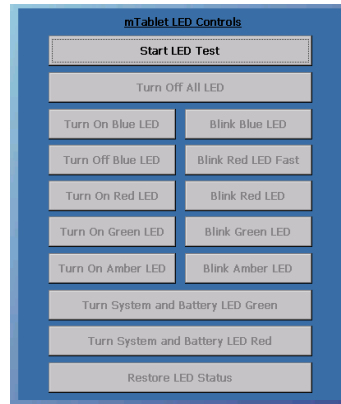 mTablet LED Controls
Start LED Test
Turn Off All LED
Turn On Blue LED
Blink Blue LED
Turn Off Blue LED
Blink Red LED Fast
Turn On Red LED
Blink Red LED
Turn On Green LED
Blink Green LED
Turn On Amber LED
Blink Amber LED
Turn System and Battery LED Green
Turn System and Battery LED Red
Restore LED Status